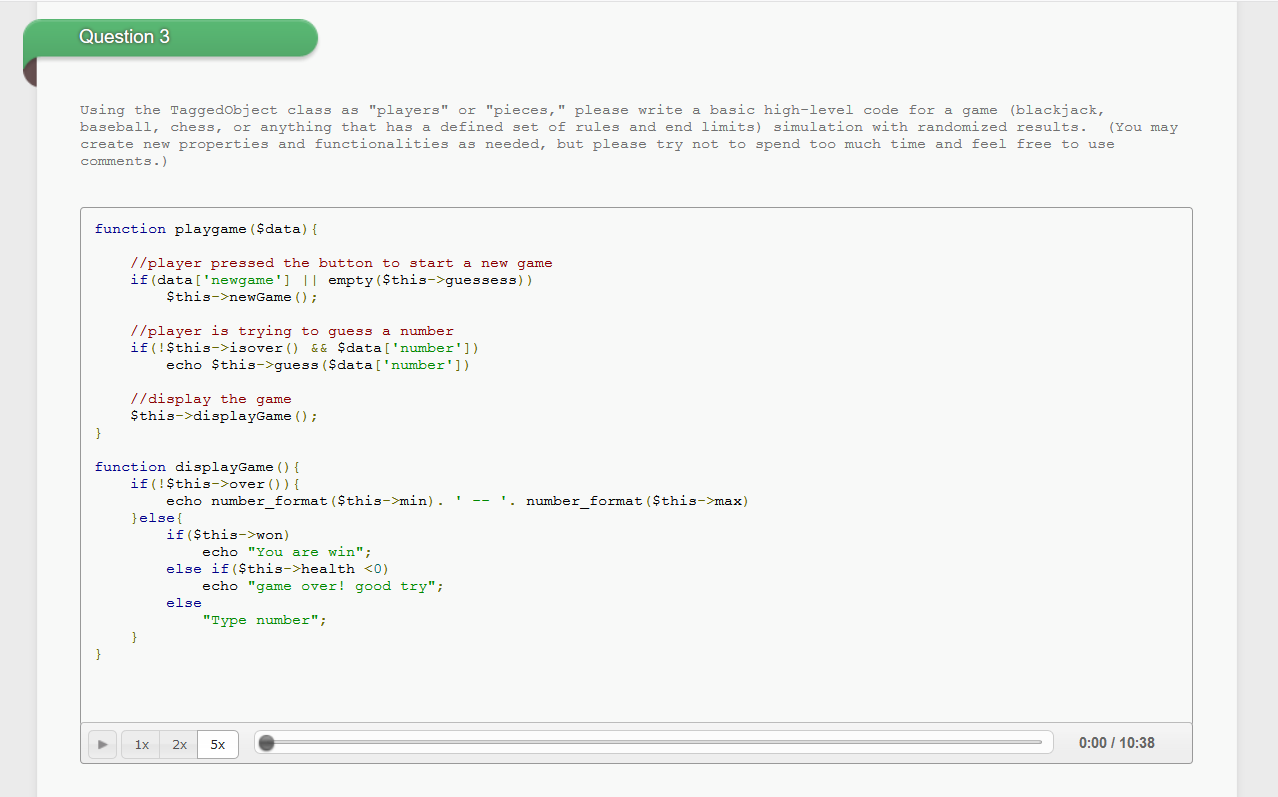 Question 3
Using the TaggedObject class as "players" or "pieces," please write a basic high-level code for a game (blackjack,
baseball, chess, or anything that has a defined set of rules and end limits) simulation with randomized results.  (You may
create new properties and functionalities as needed, but please try not to spend too much time and feel free to use
comments.)
function playgame($data){
//player pressed the button to start a new game
if(data['newgame'] || empty($this->guessess))
$this->newGame();
//player is trying to guess a number
if(!$this->isover() && $data['number'])
echo $this->guess($data['number'])
//display the game
$this->displayGame();
}
function displayGame(){
if(!$this->over()){
echo number_format($this->min). ' -- '. number_format($this->max)
}else{
if($this->won)
echo "You are win";
else if($this->health <0)
echo "game over! good try";
else
"Type number";
}
}
1x 2x 5x 0:00 / 10:38